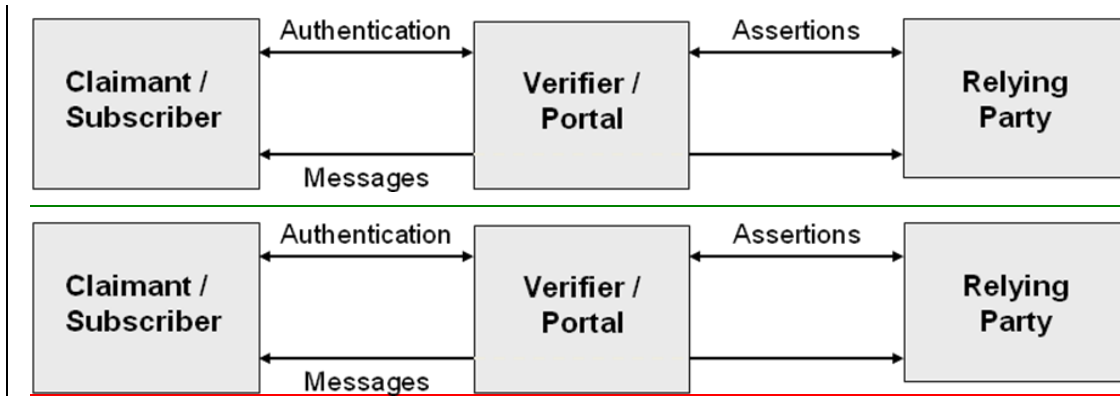 Authentication
Assertions
Claimant /
Subscriber
Verifier /
Portal
Relying
Party
Messages
Authentication
Assertions
Claimant /
Subscriber
Verifier /
Portal
Relying
Party
Messages